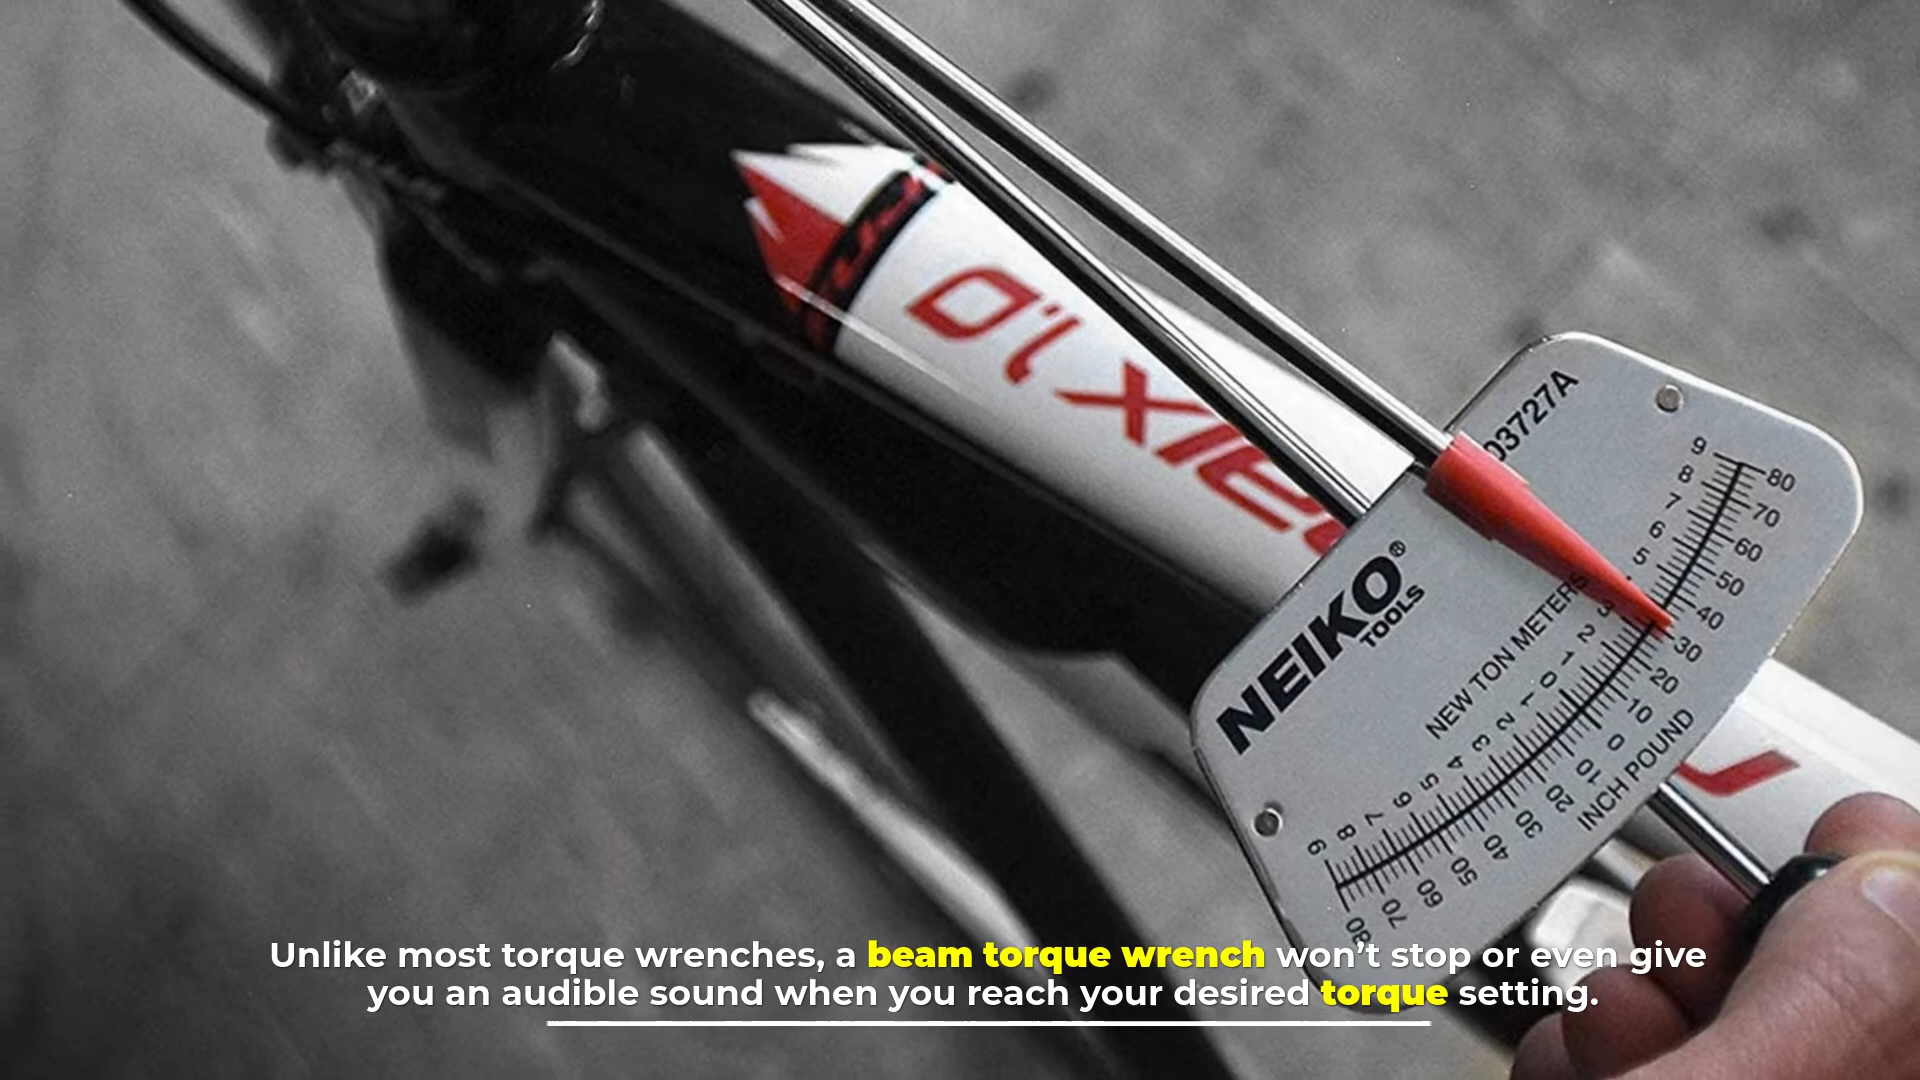 1.0
03727A
NEIKO®
TOOLS
NEW TON METERS
9 8 7 6 5 3 2 1 0 1 2 3 4 5 6 7 8 9
80 70 60 50 40 30 20 10 0 10 20 30 40 50 60 70 80
INCH POUND
Unlike most torque wrenches, a beam torque wrench won't stop or even give
you an audible sound when you reach your desired torque setting.